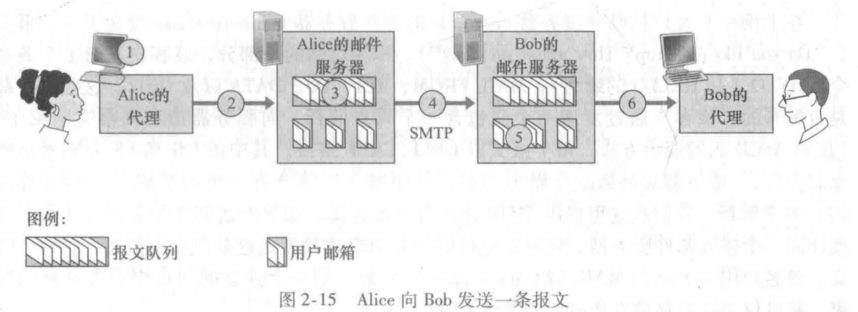 Alice的邮件
服务器
Bob的
邮件服务器
①
Alice的
代理
②
③
④
SMTP
⑤
⑥
Bob的
代理
图例:
报文队列
用户邮箱
图 2-15 Alice 向 Bob 发送一条报文